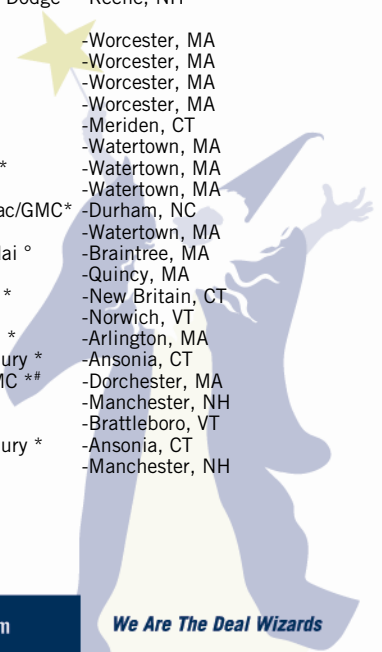 Dodge -Keene, NH
-Worcester, MA
-Worcester, MA
-Worcester, MA
-Worcester, MA
-Meriden, CT
-Watertown, MA
* -Watertown, MA
-Watertown, MA
ac/GMC* -Durham, NC
-Watertown, MA
dai ° -Braintree, MA
-Quincy, MA
* -New Britain, CT
-Norwich, VT
* -Arlington, MA
ury * -Ansonia, CT
MC *# -Dorchester, MA
-Manchester, NH
-Brattleboro, VT
ury * -Ansonia, CT
-Manchester, NH
m We Are The Deal Wizards